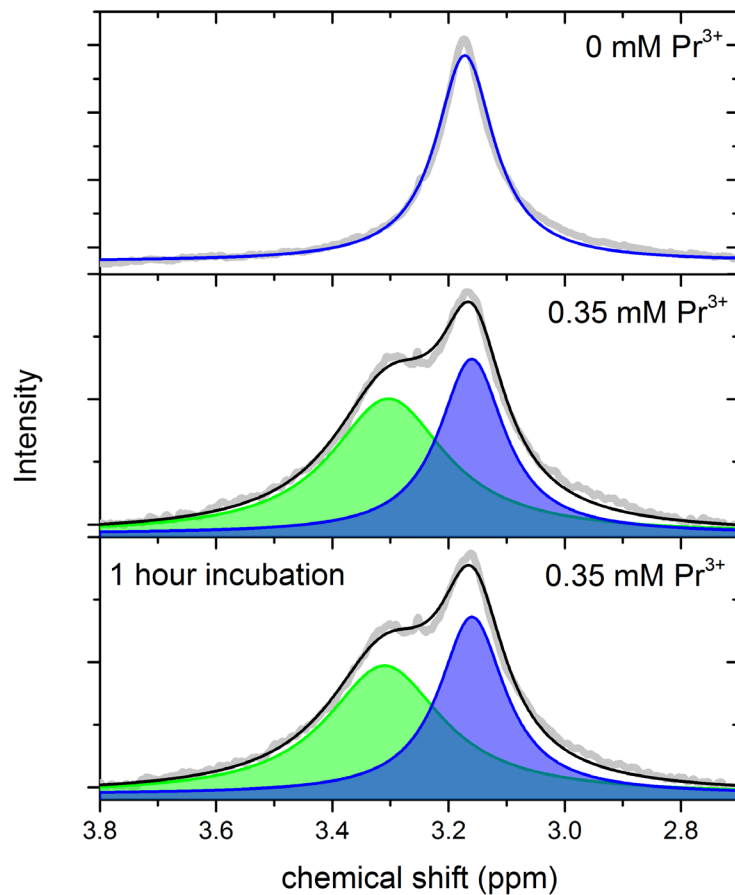 0 mM Pr³⁺
0.35 mM Pr³⁺
Intensity
1 hour incubation
0.35 mM Pr³⁺
3.8 3.6 3.4 3.2 3.0 2.8
chemical shift (ppm)